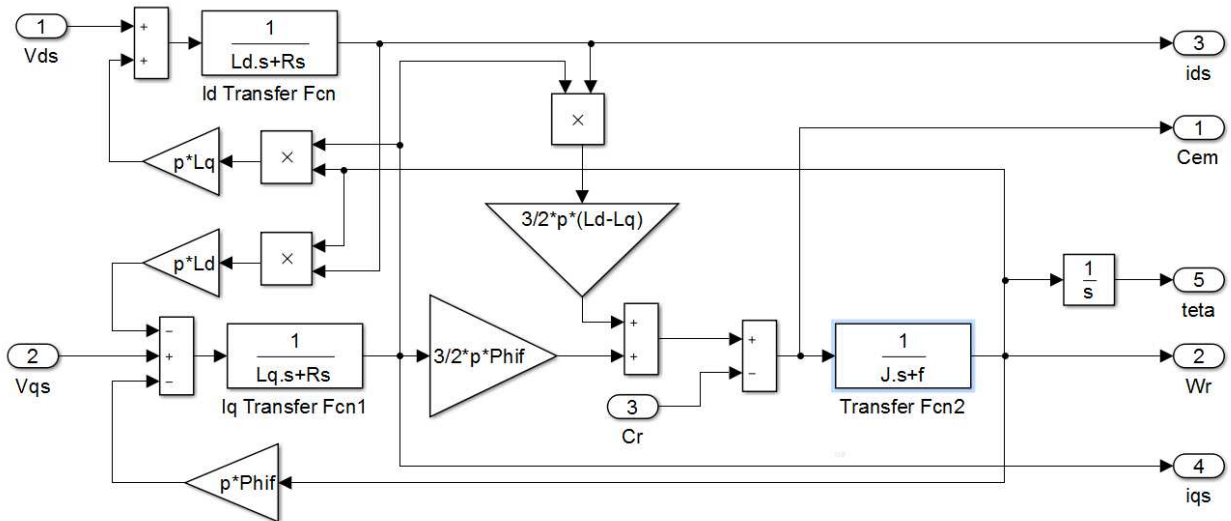 1
Vds
+
+
1
Ld.s+Rs
Id Transfer Fcn
3
ids
×
1
Cem
p*Lq
×
3/2*p*(Ld-Lq)
p*Ld
×
1
s
5
teta
−
+
−
2
Vqs
1
Lq.s+Rs
Iq Transfer Fcn1
3/2*p*Phif
+
+
+
−
3
Cr
1
J.s+f
Transfer Fcn2
2
Wr
p*Phif
4
iqs